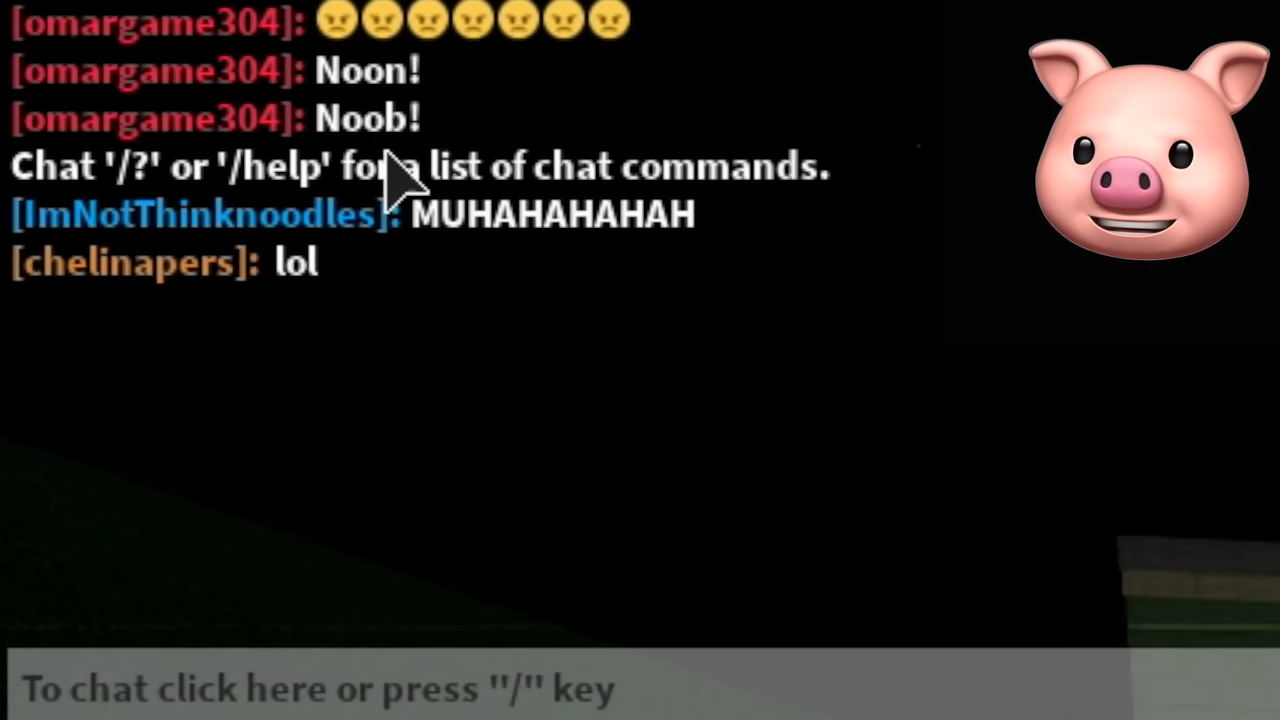 [omargame304]: 😠😠😠😠😠😠😠
[omargame304]: Noon!
[omargame304]: Noob!
Chat '/?' or '/help' for a list of chat commands.
[ImNotThinknoodles]: MUHAHAHAHAH
[chelinapers]: lol
To chat click here or press "/" key